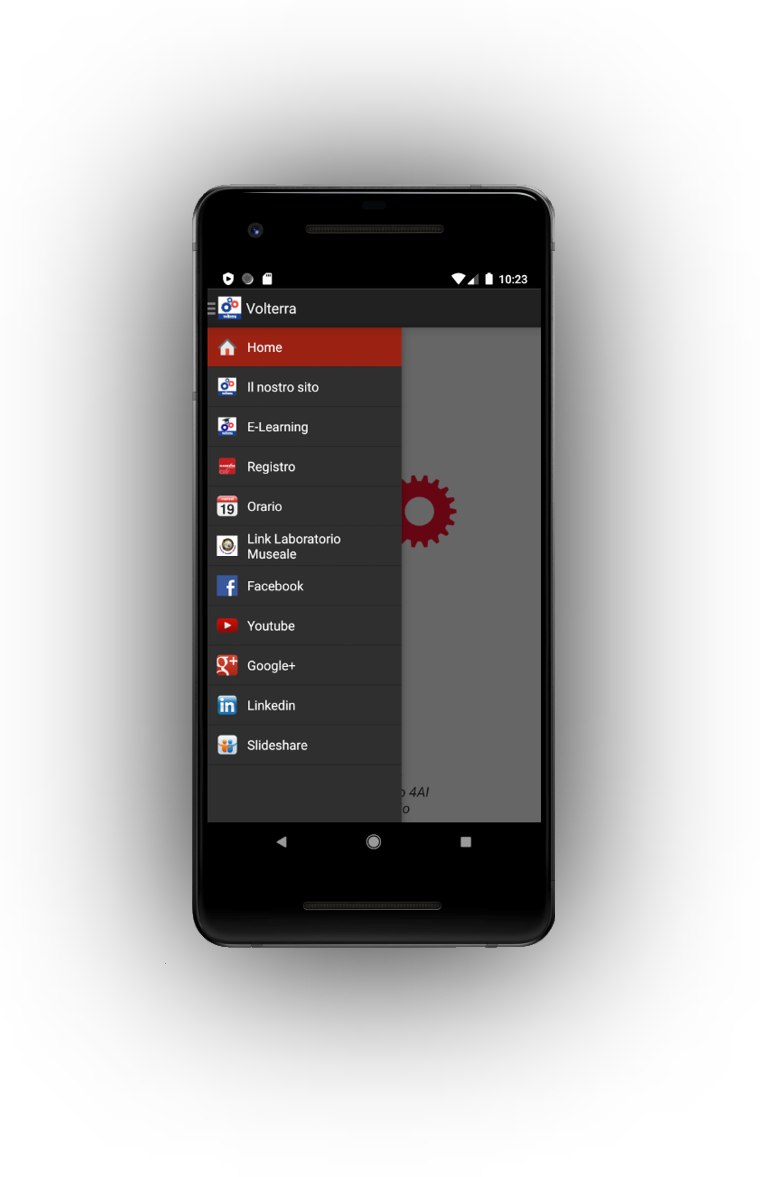 10:23
Volterra
Home
Il nostro sito
E-Learning
Registro
19
Orario
Link Laboratorio
Museale
Facebook
Youtube
g+
Google+
in
Linkedin
Slideshare
4AI